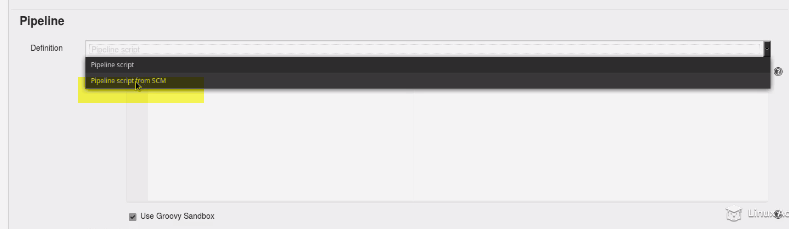 Pipeline
Definition
Pipeline script
Pipeline script
Pipeline script from SCM
Use Groovy Sandbox